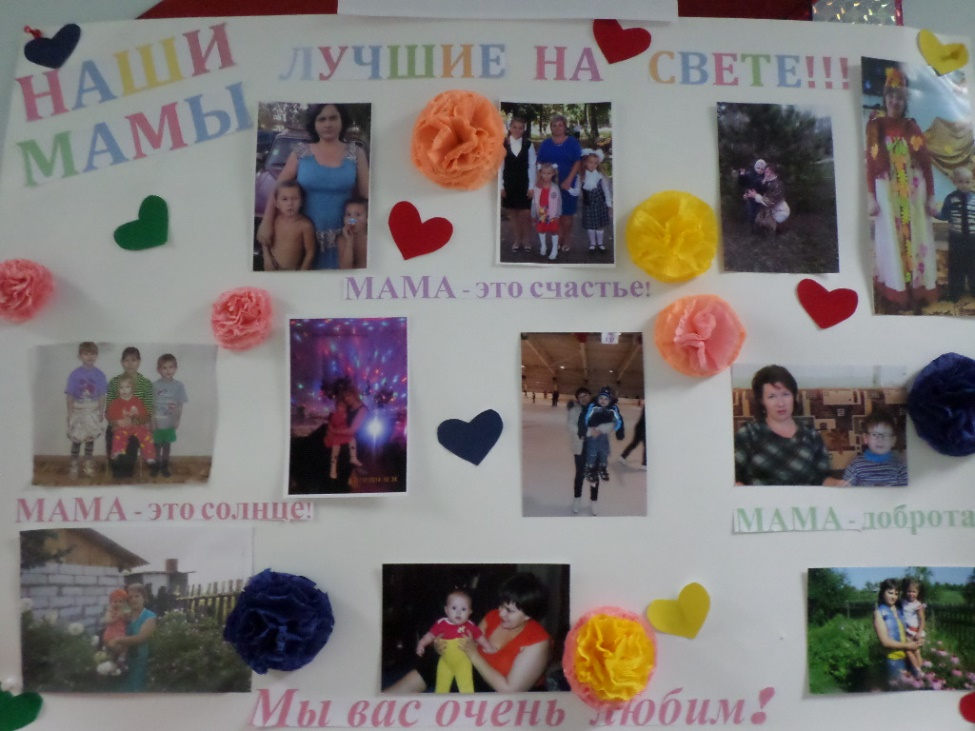 НАШИ ЛУЧШИЕ НА СВЕТЕ!!!
МАМЫ
МАМА - это счастье!
МАМА - это солнце!
МАМА - доброта
Мы вас очень любим!